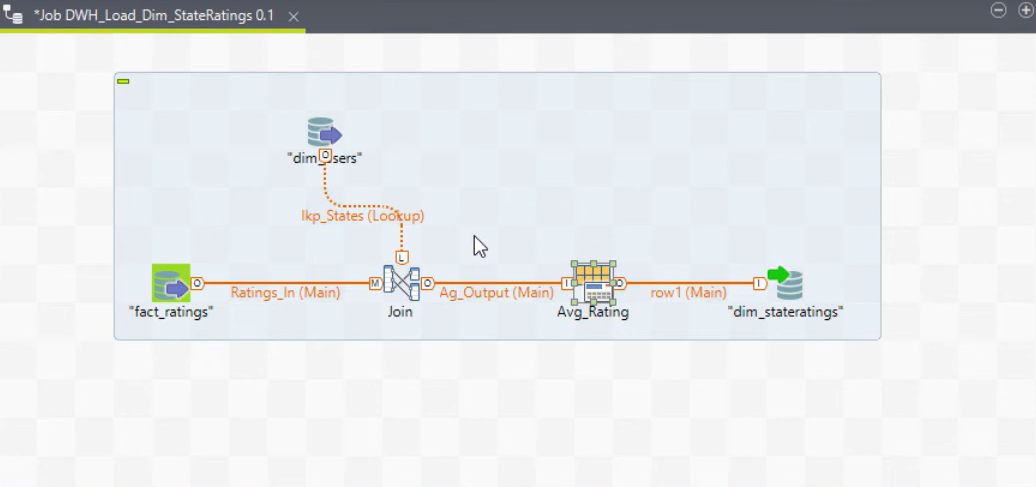 *Job DWH_Load_Dim_StateRatings 0.1
O
"dim_Users"
lkp_States (Lookup)
L
O
Ratings_In (Main)
M
O
Ag_Output (Main)
I
O
row1 (Main)
I
"fact_ratings"
Join
Avg_Rating
"dim_stateratings"